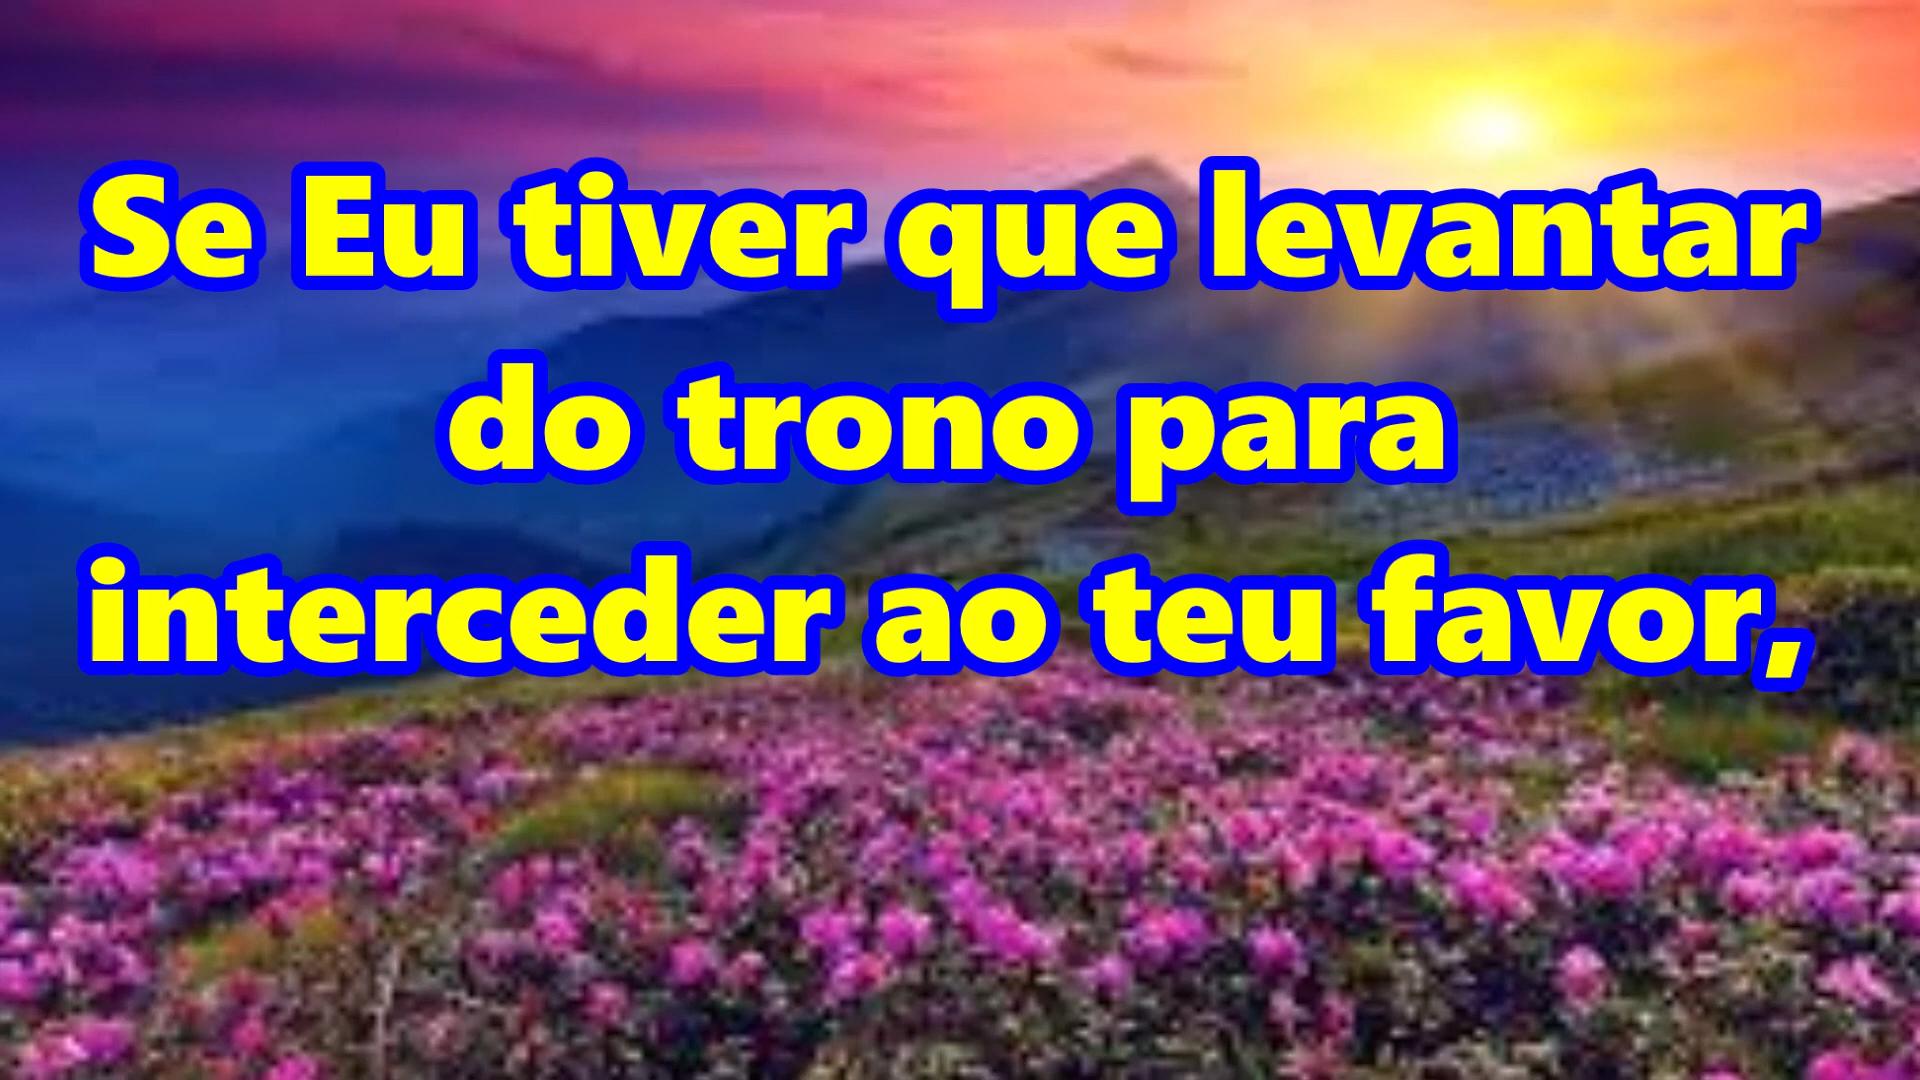 Se Eu tiver que levantar
do trono para
interceder ao teu favor,